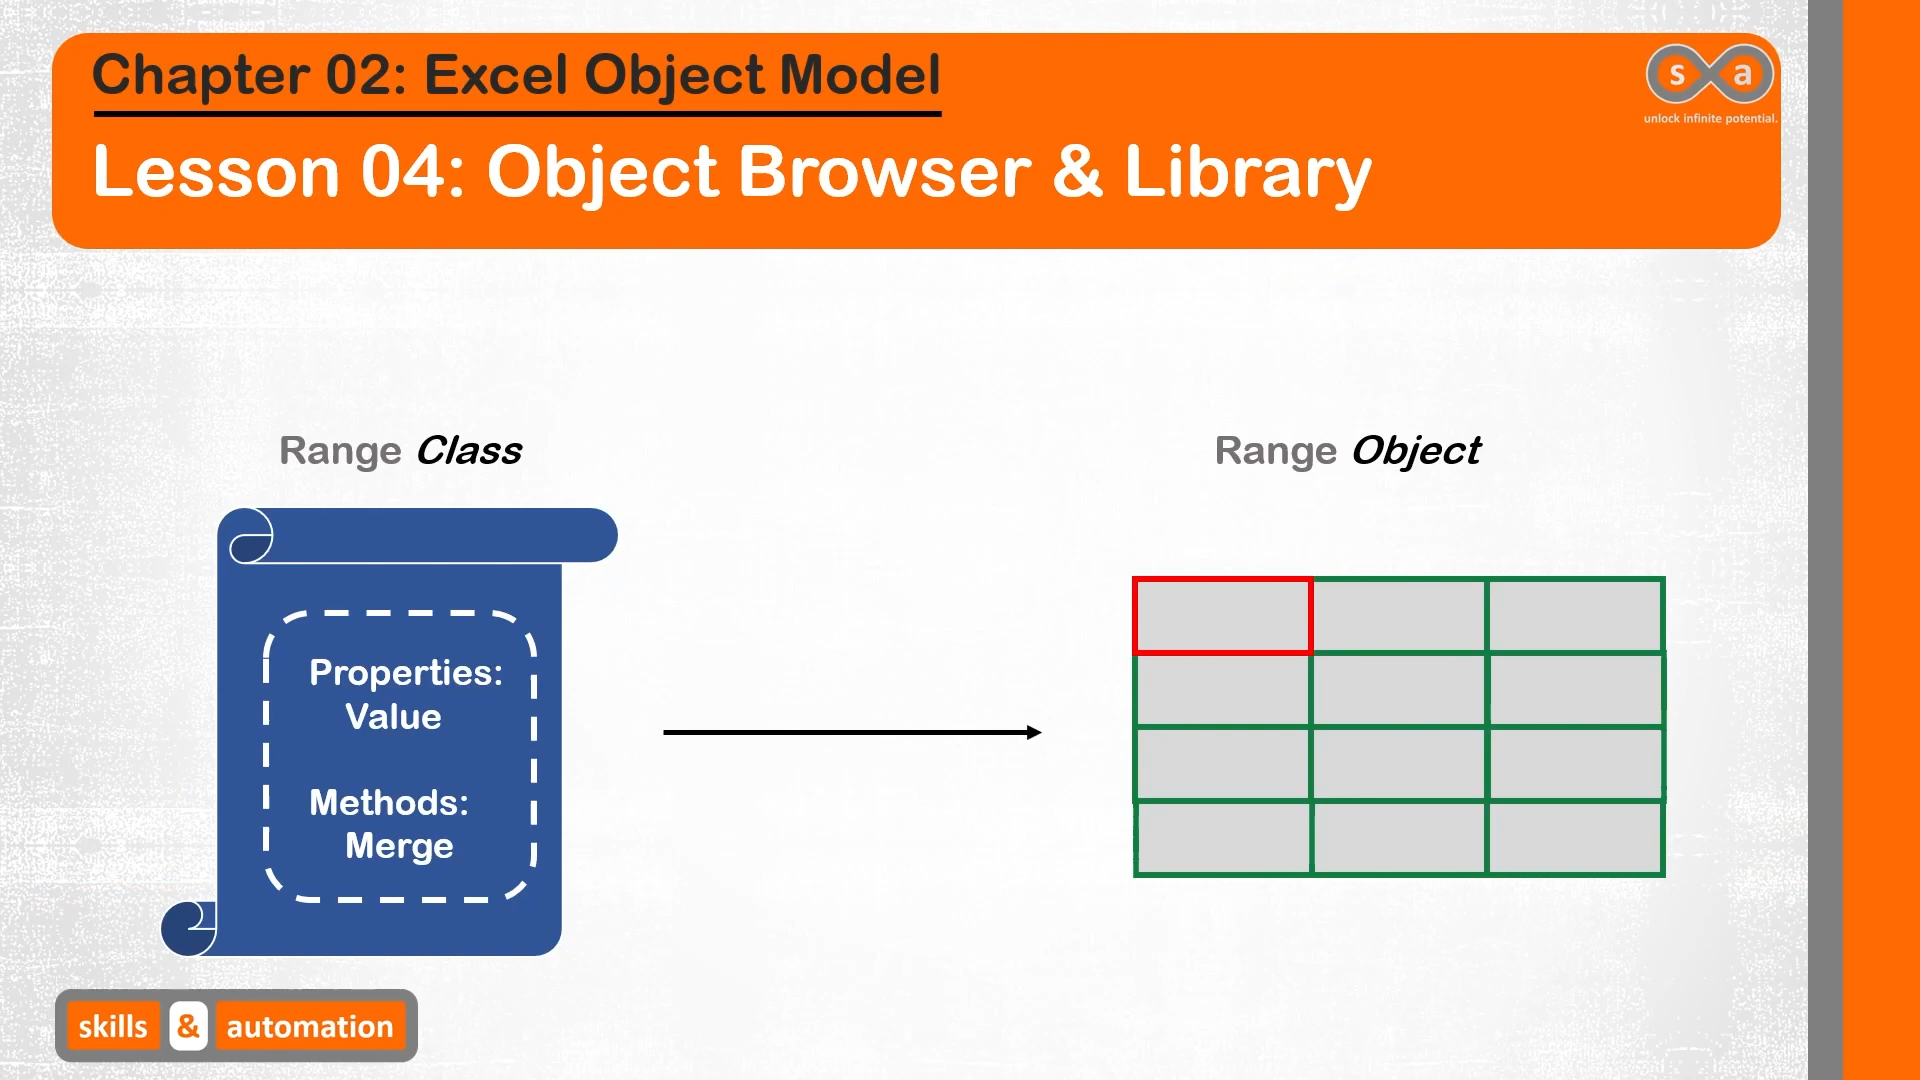 Chapter 02: Excel Object Model
Lesson 04: Object Browser & Library
s a
unlock infinite potential.
Range Class
Range Object
Properties:
Value
Methods:
Merge
skills & automation